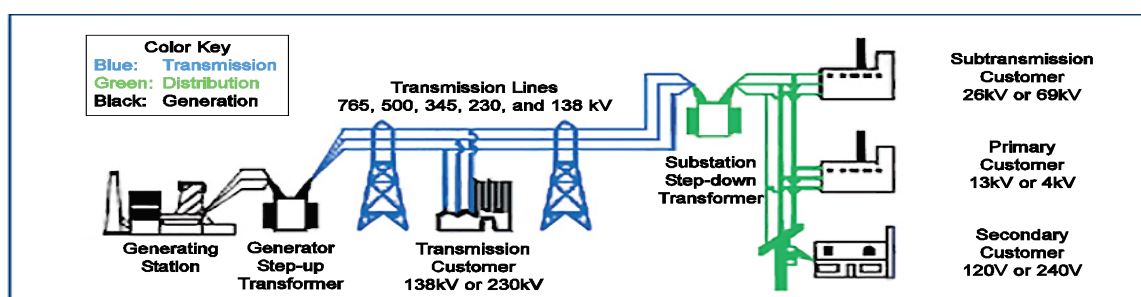 Color Key
Blue: Transmission
Green: Distribution
Black: Generation
Transmission Lines
765, 500, 345, 230, and 138 kV
Subtransmission
Customer
26kV or 69kV
Substation
Step-down
Transformer
Primary
Customer
13kV or 4kV
Generating
Station
Generator
Step-up
Transformer
Transmission
Customer
138kV or 230kV
Secondary
Customer
120V or 240V